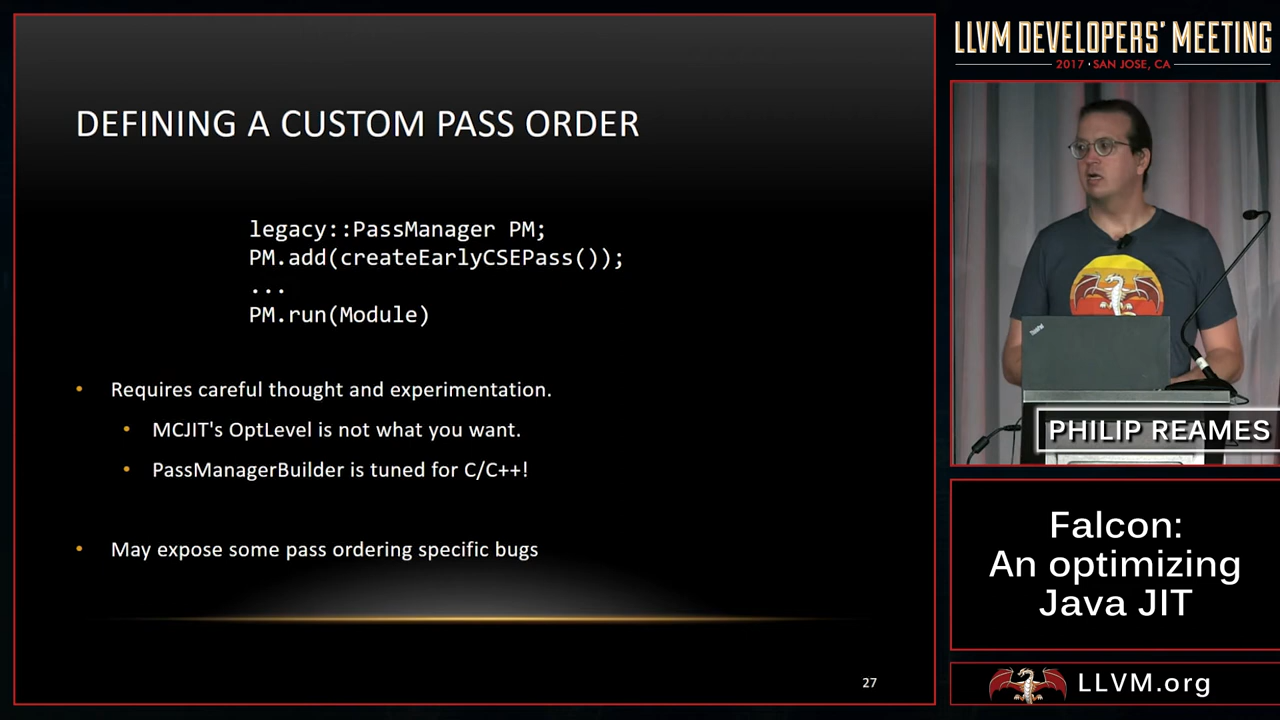 DEFINING A CUSTOM PASS ORDER
legacy::PassManager PM;
PM.add(createEarlyCSEPass());
...
PM.run(Module)
• Requires careful thought and experimentation.
• MCJIT's OptLevel is not what you want.
• PassManagerBuilder is tuned for C/C++!
• May expose some pass ordering specific bugs
27
LLVM DEVELOPERS' MEETING
2017 • SAN JOSE, CA
ThinkPad
PHILIP REAMES
Falcon:
An optimizing
Java JIT
LLVM.org